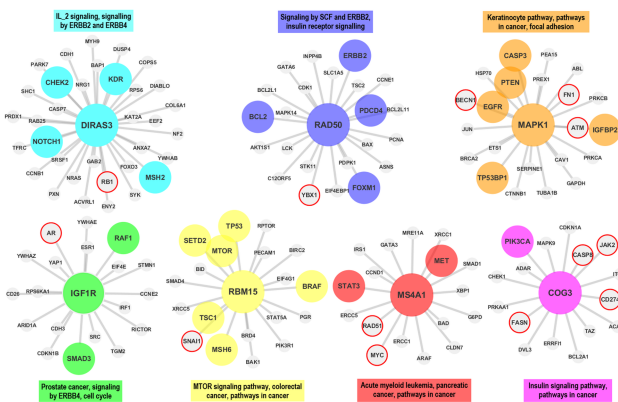 IL_2 signaling, signalling
by ERBB2 and ERBB4
Signaling by SCF and ERBB2,
insulin receptor signalling
Keratinocyte pathway, pathways
in cancer, focal adhesion
MYH9
DUSP4
CDH1
BAP1
COPS5
PARK7
CHEK2
KDR
NRG1
RPS6
DIABLO
SHC1
CASP7
COL6A1
PRDX1
RAB25
DIRAS3
KAT2A
EEF2
NF2
NOTCH1
TFRC
SRSF1
ANXA7
YWHAB
CCNB1
GAB2
FOXO3
MSH2
NRAS
RB1
SYK
PXN
ACVRL1
ENY2
INPP4B
ERBB2
GATA6
SLC1A5
CDK1
TSC2
CCNE1
BCL2L1
MAPK14
PDCD4
BCL2L11
BCL2
RAD50
PCNA
AKT1S1
LCK
BAX
STK11
PDPK1
ASNS
C12ORF5
FOXM1
YBX1
EIF4EBP1
CASP3
PEA15
HSP70
PTEN
PREX1
ABL
BECN1
FN1
EGFR
PRKCB
JUN
MAPK1
ATM
IGFBP2
ETS1
BRCA2
CAV1
PRKCA
TP53BP1
SERPINE1
GAPDH
CTNNB1
TUBA1B
YWHAE
AR
RAF1
ESR1
YWHAZ
YAP1
EIF4E
STMN1
CD20
RPS6KA1
IGF1R
CCNE2
IRF1
ARID1A
CDH3
RICTOR
SRC
CDKN1B
SMAD3
TGM2
TP53
RPTOR
SETD2
MTOR
PECAM1
BIRC2
BID
SMAD4
RBM15
EIF4G1
BRAF
XRCC5
TSC1
STAT5A
PGR
SNAI1
MSH6
BRD4
PIK3R1
BAK1
MRE11A
XRCC1
IRS1
GATA3
MET
CCND1
SMAD1
STAT3
MS4A1
XBP1
ERCC5
RAD51
BAD
G6PD
MYC
ERCC1
CLDN7
ARAF
CDKN1A
PIK3CA
MAPK9
JAK2
CASP8
CHEK1
ADAR
IT
PRKAA1
COG3
CD274
FASN
TAZ
ACA
ERRFI1
DVL3
BCL2A1
Prostate cancer, signaling
by ERBB4, cell cycle
MTOR signaling pathway, colorectal
cancer, pathways in cancer
Acute myeloid leukemia, pancreatic
cancer, pathways in cancer
Insulin signaling pathway,
pathways in cancer